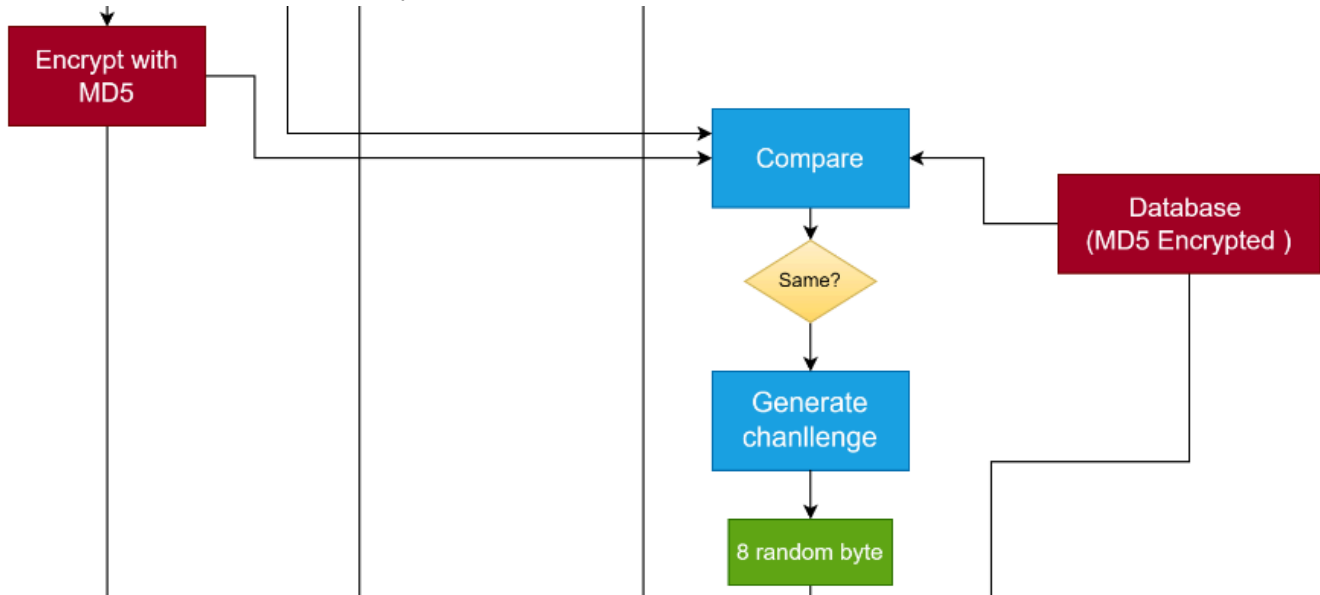 Encrypt with
MD5
Compare
Database
(MD5 Encrypted )
Same?
Generate
chanllenge
8 random byte